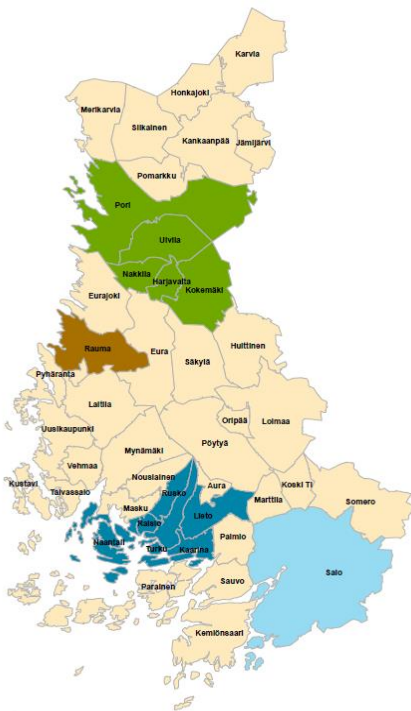 Karvia
Honkajoki
Merikarvia
Siikainen
Kankaanpää
Jämijärvi
Pomarkku
Pori
Ulvila
Nakkila
Harjavalta
Kokemäki
Eurajoki
Rauma
Eura
Säkylä
Huittinen
Pyhäranta
Laitila
Oripää
Loimaa
Uusikaupunki
Pöytyä
Mynämäki
Vehmaa
Nousiainen
Aura
Koski Tl
Kustavi
Taivassalo
Rusko
Marttila
Somero
Masku
Lieto
Raisio
Naantali
Turku
Kaarina
Paimio
Salo
Parainen
Sauvo
Kemiönsaari